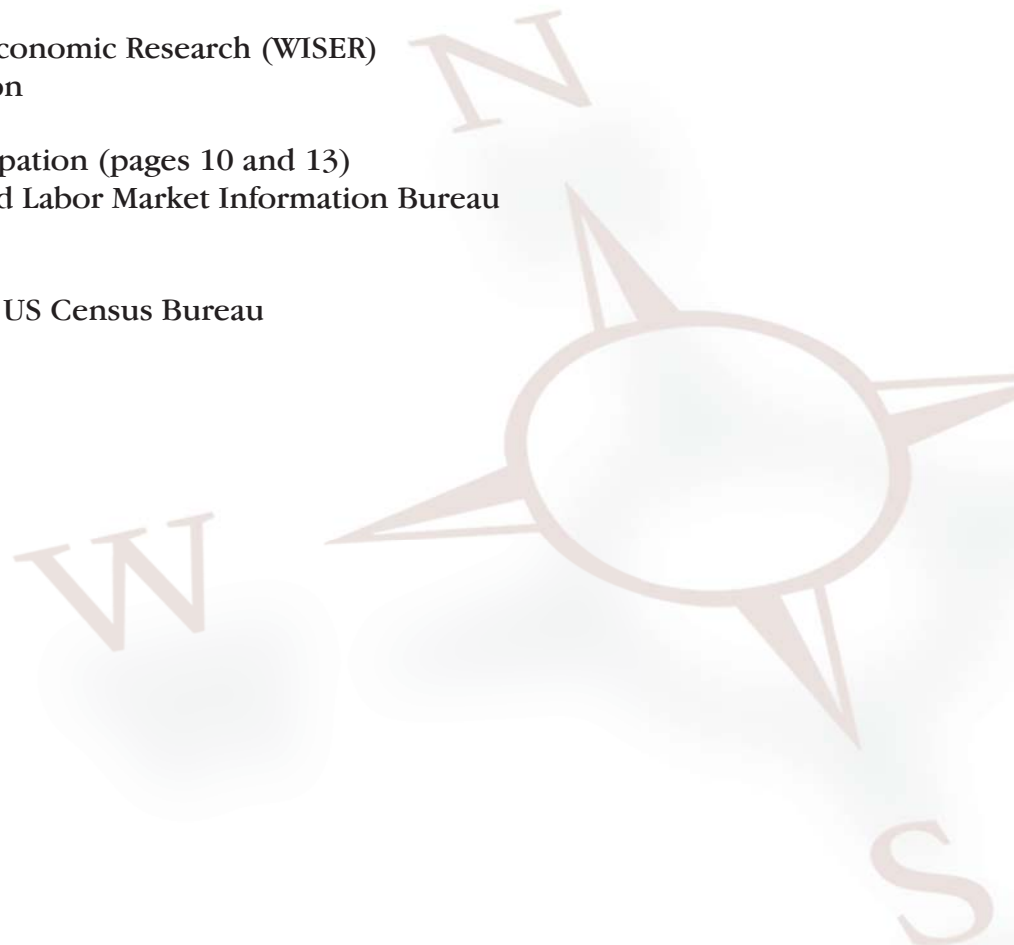 conomic Research (WISER)
on
pation (pages 10 and 13)
d Labor Market Information Bureau
US Census Bureau
N
W
S